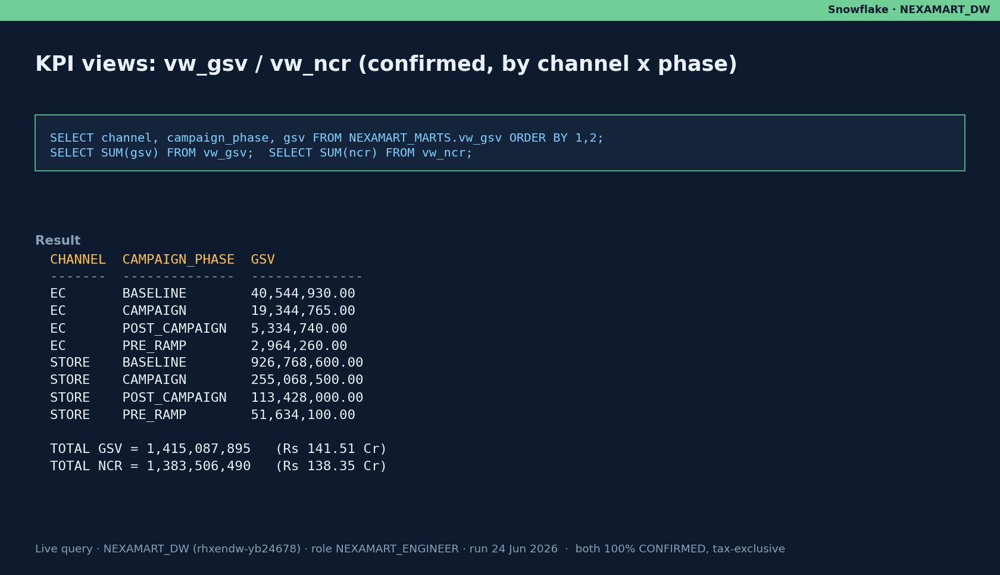 Snowflake · NEXAMART_DW
KPI views: vw_gsv / vw_ncr (confirmed, by channel x phase)
SELECT channel, campaign_phase, gsv FROM NEXAMART_MARTS.vw_gsv ORDER BY 1,2;
SELECT SUM(gsv) FROM vw_gsv;  SELECT SUM(ncr) FROM vw_ncr;
Result
CHANNEL  CAMPAIGN_PHASE  GSV
-------  --------------  --------------
EC       BASELINE        40,544,930.00
EC       CAMPAIGN        19,344,765.00
EC       POST_CAMPAIGN   5,334,740.00
EC       PRE_RAMP        2,964,260.00
STORE    BASELINE        926,768,600.00
STORE    CAMPAIGN        255,068,500.00
STORE    POST_CAMPAIGN   113,428,000.00
STORE    PRE_RAMP        51,634,100.00
TOTAL GSV = 1,415,087,895   (Rs 141.51 Cr)
TOTAL NCR = 1,383,506,490   (Rs 138.35 Cr)
Live query · NEXAMART_DW (rhxendw-yb24678) · role NEXAMART_ENGINEER · run 24 Jun 2026  ·  both 100% CONFIRMED, tax-exclusive